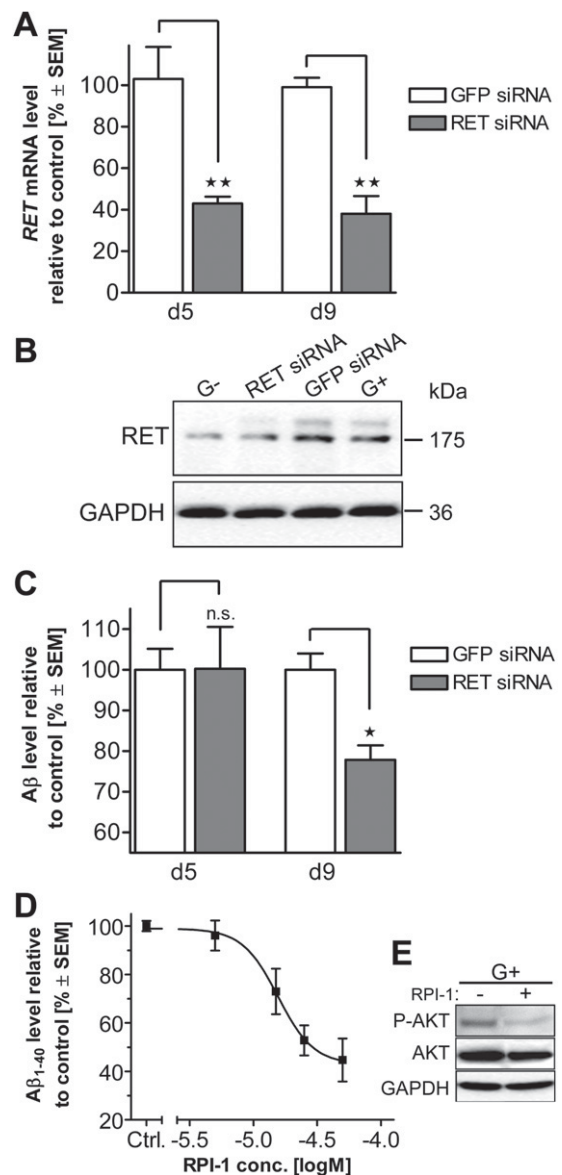 A
RET mRNA level
relative to control [% ± SEM]
100
80
60
40
20
0
★★
★★
d5
d9
GFP siRNA
RET siRNA
B
G-
RET siRNA
GFP siRNA
G+
kDa
RET
175
GAPDH
36
C
Aβ level relative
to control [% ± SEM]
110
100
90
80
70
60
n.s.
★
d5
d9
GFP siRNA
RET siRNA
D
Aβ1-40 level relative
to control [% ± SEM]
100
80
60
40
20
Ctrl. -5.5 -5.0 -4.5 -4.0
RPI-1 conc. [logM]
E
G+
RPI-1: - +
P-AKT
AKT
GAPDH